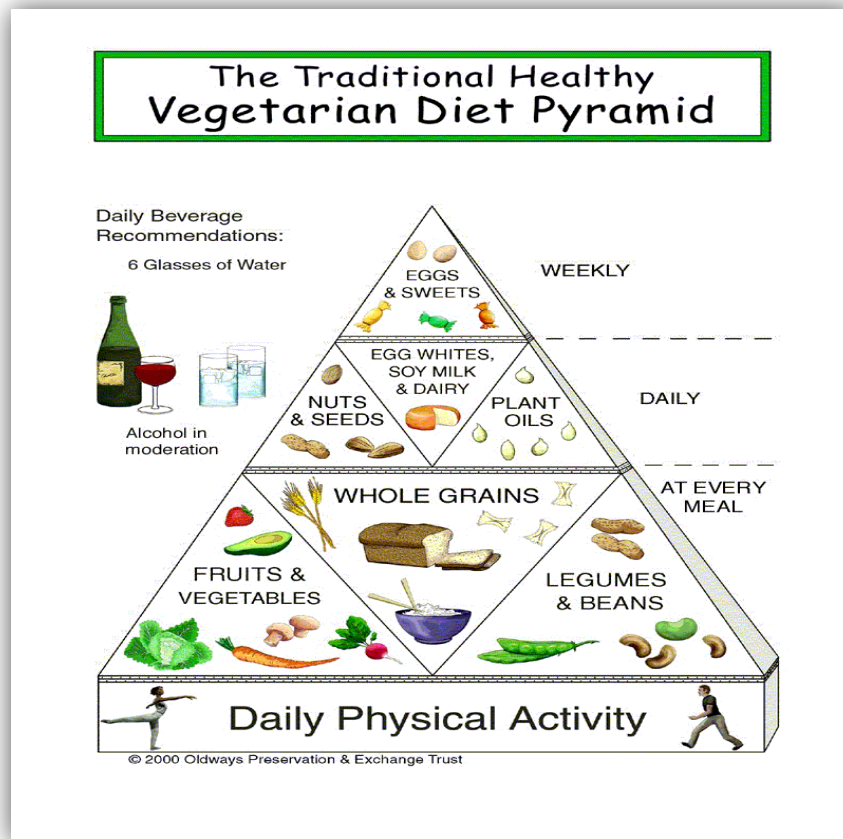 The Traditional Healthy
Vegetarian Diet Pyramid
Daily Beverage
Recommendations:
6 Glasses of Water
Alcohol in
moderation
EGGS
& SWEETS
WEEKLY
EGG WHITES,
SOY MILK
& DAIRY
NUTS
& SEEDS
PLANT
OILS
DAILY
WHOLE GRAINS
AT EVERY
MEAL
FRUITS &
VEGETABLES
LEGUMES
& BEANS
Daily Physical Activity
© 2000 Oldways Preservation & Exchange Trust